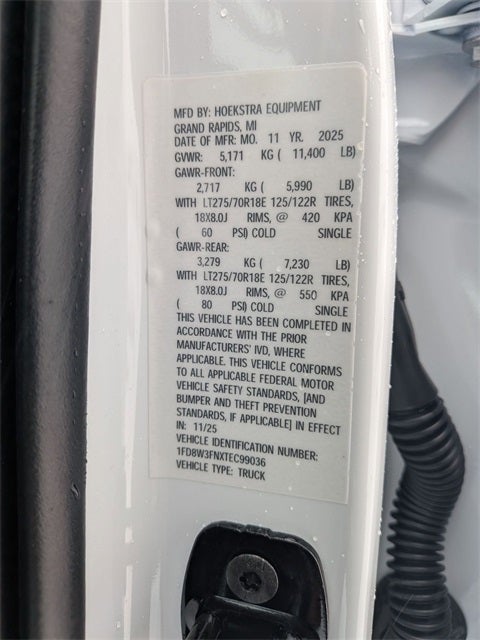 MFD BY: HOEKSTRA EQUIPMENT
GRAND RAPIDS, MI
DATE OF MFR: MO. 11 YR. 2025
GVWR: 5,171 KG ( 11,400 LB)
GAWR-FRONT:
2,717 KG ( 5,990 LB)
WITH LT275/70R18E 125/122R TIRES,
18X8.0J RIMS, @ 420 KPA
( 60 PSI) COLD SINGLE
GAWR-REAR:
3,279 KG ( 7,230 LB)
WITH LT275/70R18E 125/122R TIRES,
18X8.0J RIMS, @ 550 KPA
( 80 PSI) COLD SINGLE
THIS VEHICLE HAS BEEN COMPLETED IN
ACCORDANCE WITH THE PRIOR
MANUFACTURERS' IVD, WHERE
APPLICABLE. THIS VEHICLE CONFORMS
TO ALL APPLICABLE FEDERAL MOTOR
VEHICLE SAFETY STANDARDS, [AND
BUMPER AND THEFT PREVENTION
STANDARDS, IF APPLICABLE] IN EFFECT
IN: 11/25
VEHICLE IDENTIFICATION NUMBER:
1FD8W3FNXTEC99036
VEHICLE TYPE: TRUCK